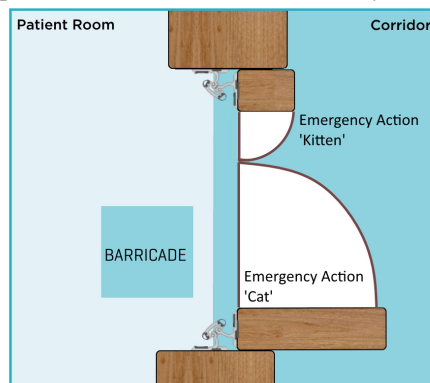 Patient Room
Corridor
Emergency Action
'Kitten'
BARRICADE
Emergency Action
'Cat'